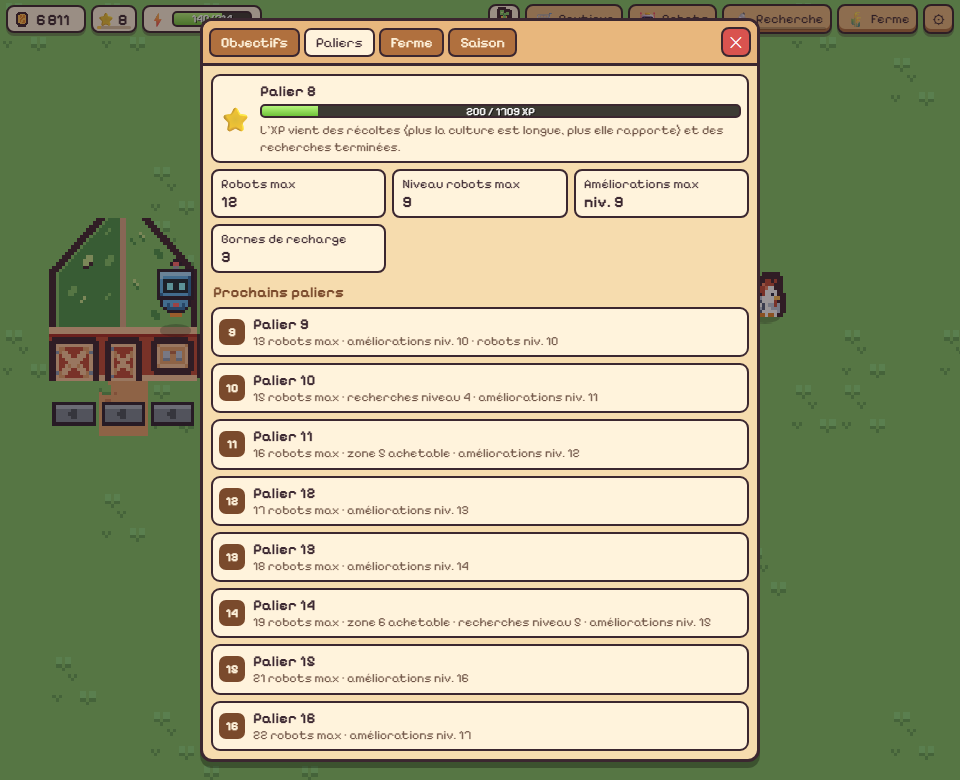 6 811
8
Recherche
Ferme
Objectifs
Paliers
Ferme
Saison
Palier 8
200 / 1709 XP
L'XP vient des récoltes (plus la culture est longue, plus elle rapporte) et des
recherches terminées.
Robots max
12
Niveau robots max
9
Améliorations max
niv. 9
Bornes de recharge
3
Prochains paliers
9
Palier 9
13 robots max · améliorations niv. 10 · robots niv. 10
10
Palier 10
15 robots max · recherches niveau 4 · améliorations niv. 11
11
Palier 11
16 robots max · zone 5 achetable · améliorations niv. 12
12
Palier 12
17 robots max · améliorations niv. 13
13
Palier 13
18 robots max · améliorations niv. 14
14
Palier 14
19 robots max · zone 6 achetable · recherches niveau 5 · améliorations niv. 15
15
Palier 15
21 robots max · améliorations niv. 16
16
Palier 16
22 robots max · améliorations niv. 17